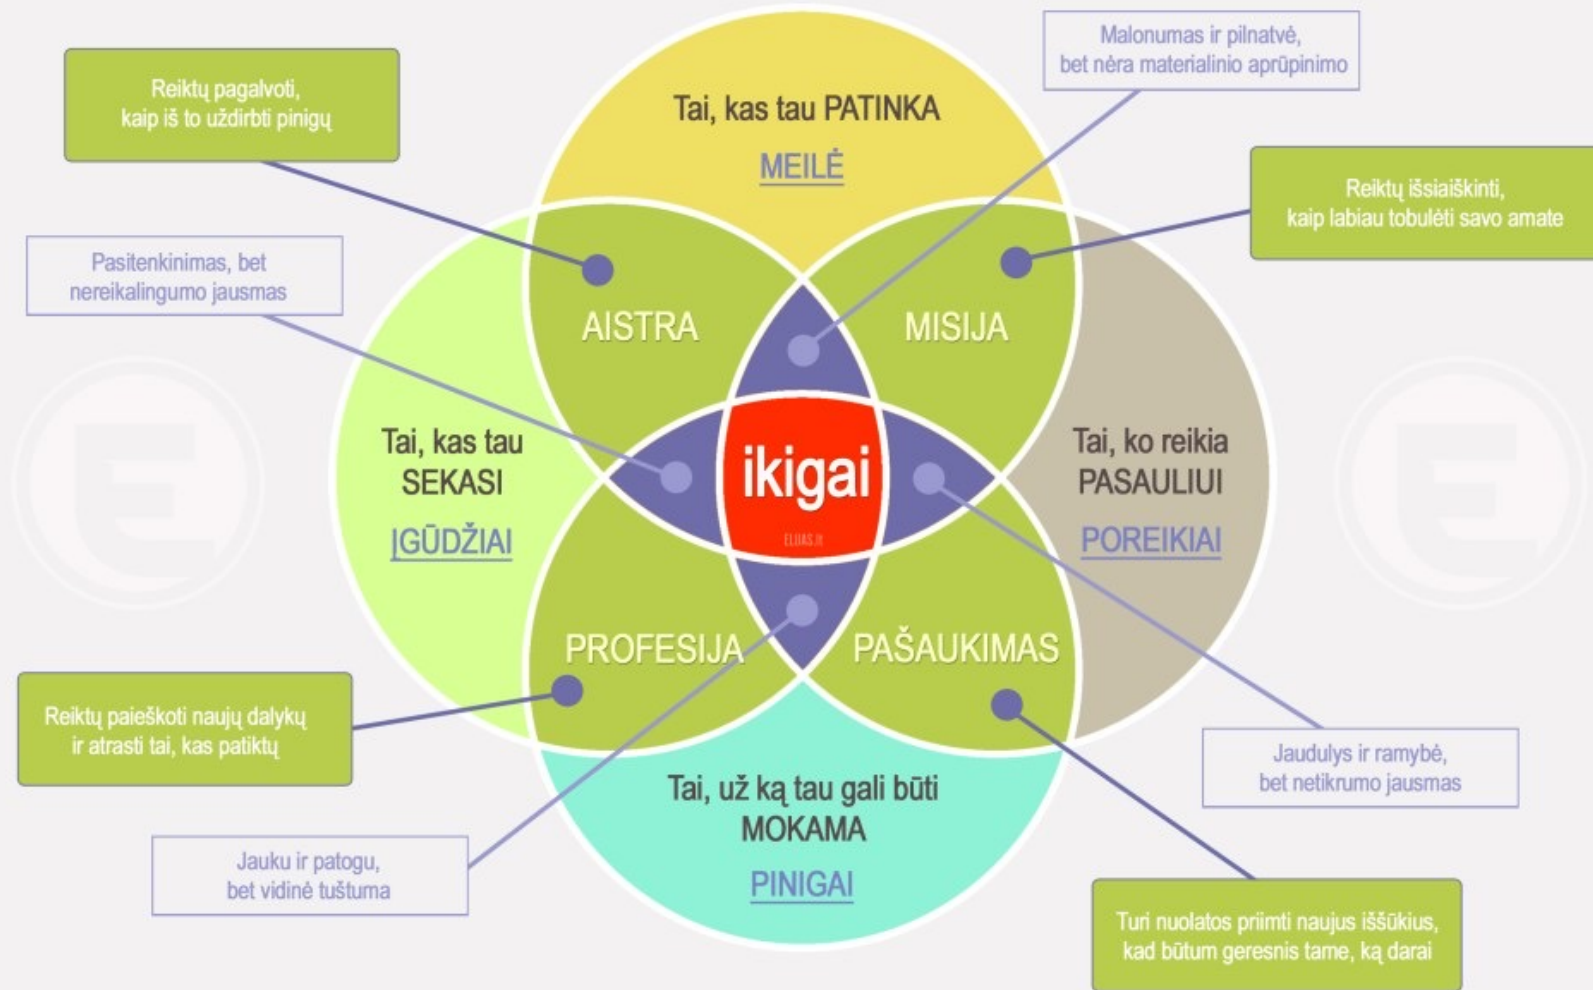 Malonumas ir pilnatvė,
bet nėra materialinio aprūpinimo
Reiktų pagalvoti,
kaip iš to uždirbti pinigų
Tai, kas tau PATINKA
MEILĖ
Reiktų išsiaiškinti,
kaip labiau tobulėti savo amate
Pasitenkinimas, bet
nereikalingumo jausmas
AISTRA
MISIJA
Tai, kas tau
SEKASI
ĮGŪDŽIAI
ikigai
ELIJAS.lt
Tai, ko reikia
PASAULIUI
POREIKIAI
PROFESIJA
PAŠAUKIMAS
Reiktų paieškoti naujų dalykų
ir atrasti tai, kas patiktų
Tai, už ką tau gali būti
MOKAMA
PINIGAI
Jaudulys ir ramybė,
bet netikrumo jausmas
Jauku ir patogu,
bet vidinė tuštuma
Turi nuolatos priimti naujus iššūkius,
kad būtum geresnis tame, ką darai